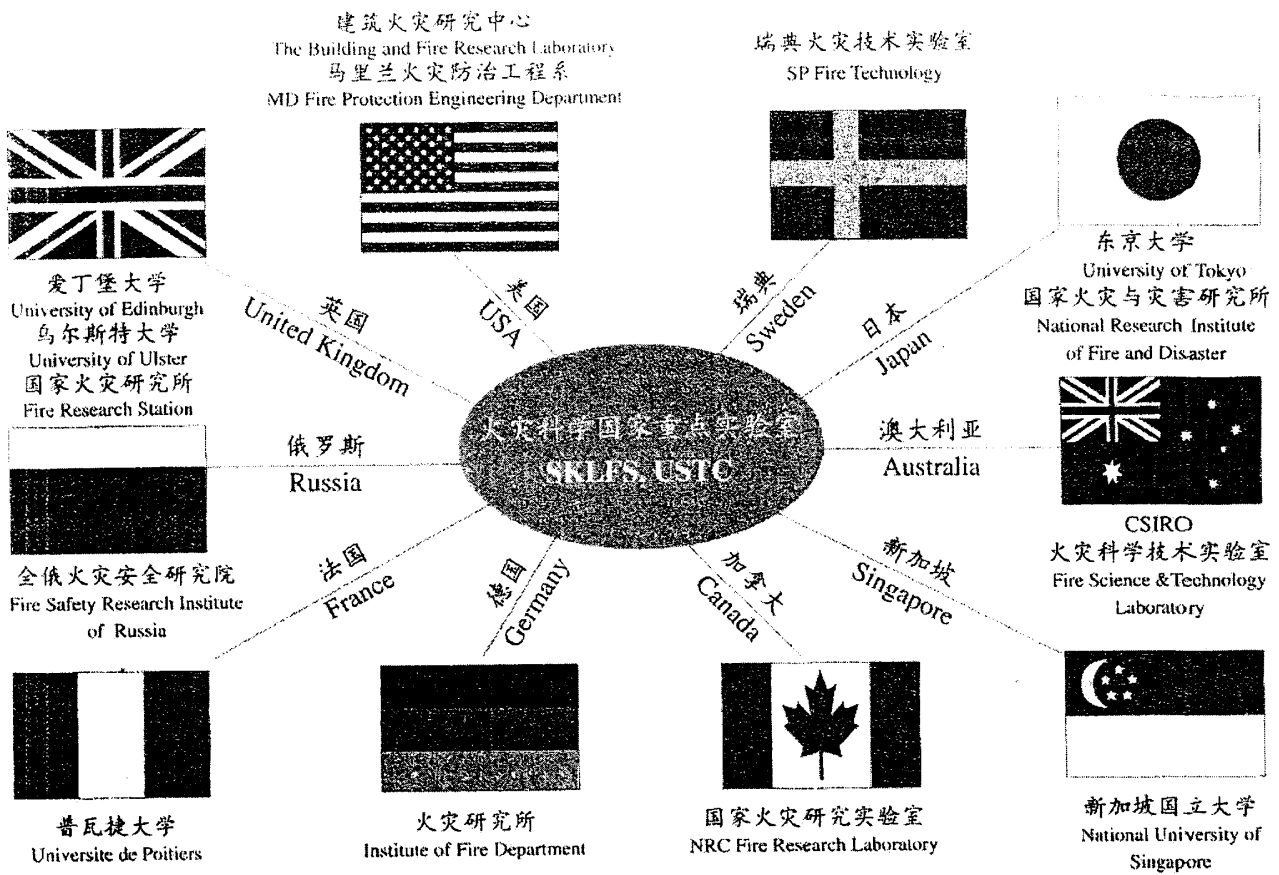 建筑火灾研究中心
The Building and Fire Research Laboratory
马里兰火灾防治工程系
MD Fire Protection Engineering Department
瑞典火灾技术实验室
SP Fire Technology
爱丁堡大学
University of Edinburgh
乌尔斯特大学
University of Ulster
国家火灾研究所
Fire Research Station
英国
United Kingdom
美国
USA
瑞典
Sweden
日本
Japan
东京大学
University of Tokyo
国家火灾与灾害研究所
National Research Institute
of Fire and Disaster
火灾科学国家重点实验室
SKLFS, USTC
俄罗斯
Russia
澳大利亚
Australia
CSIRO
火灾科学技术实验室
Fire Science &Technology
Laboratory
全俄火灾安全研究院
Fire Safety Research Institute
of Russia
法国
France
德国
Germany
加拿大
Canada
新加坡
Singapore
普瓦捷大学
Universite de Poitiers
火灾研究所
Institute of Fire Department
国家火灾研究实验室
NRC Fire Research Laboratory
新加坡国立大学
National University of
Singapore